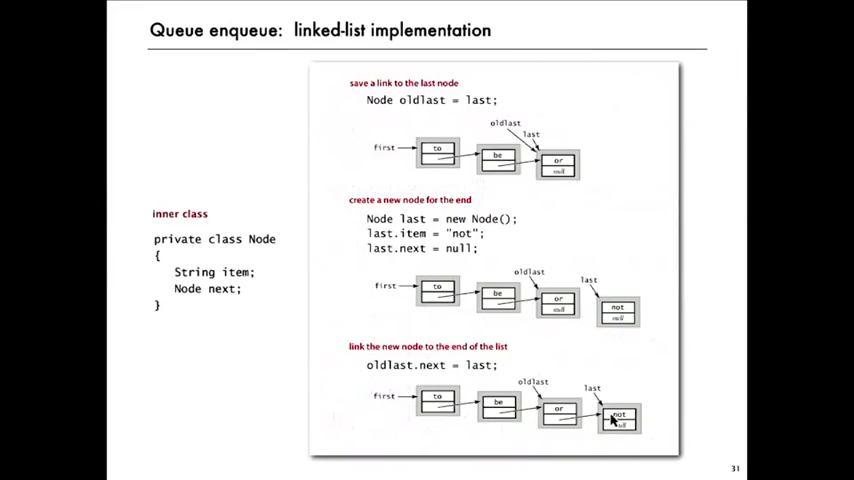 Queue enqueue: linked-list implementation
inner class
private class Node
{
String item;
Node next;
}
save a link to the last node
Node oldlast = last;
oldlast
last
first
to
be
or
null
create a new node for the end
Node last = new Node();
last.item = "not";
last.next = null;
oldlast
last
first
to
be
or
null
not
null
link the new node to the end of the list
oldlast.next = last;
oldlast
last
first
to
be
or
not
null
31